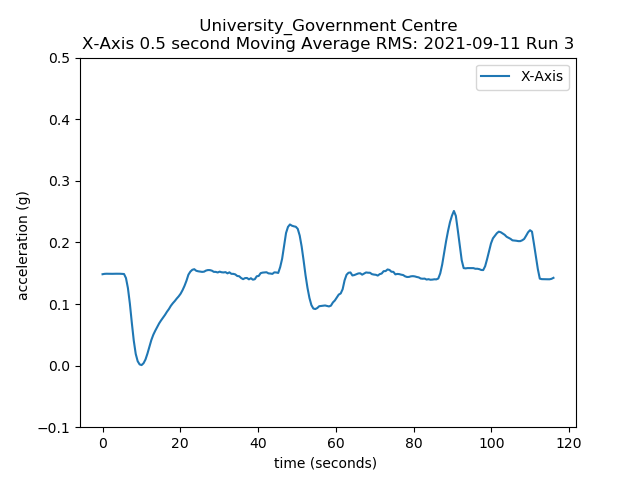 University_Government Centre
X-Axis 0.5 second Moving Average RMS: 2021-09-11 Run 3
X-Axis
0.5
0.4
0.3
0.2
0.1
0.0
−0.1
acceleration (g)
0 20 40 60 80 100 120
time (seconds)